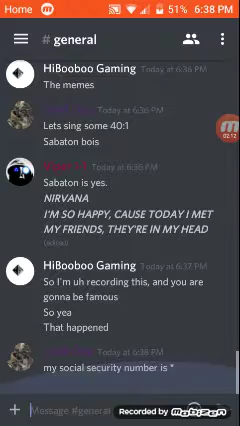 Home 51% 6:38 PM
# general
HiBooboo Gaming Today at 6:36 PM
The memes
Today at 6:36 PM
Lets sing some 40:1
Sabaton bois
Today at 6:36 PM
Sabaton is yes.
NIRVANA
I'M SO HAPPY, CAUSE TODAY I MET
MY FRIENDS, THEY'RE IN MY HEAD
(edited)
HiBooboo Gaming Today at 6:37 PM
So I'm uh recording this, and you are
gonna be famous
So yea
That happened
Today at 6:38 PM
my social security number is *
Message #general
Recorded by Mobizen
02:12